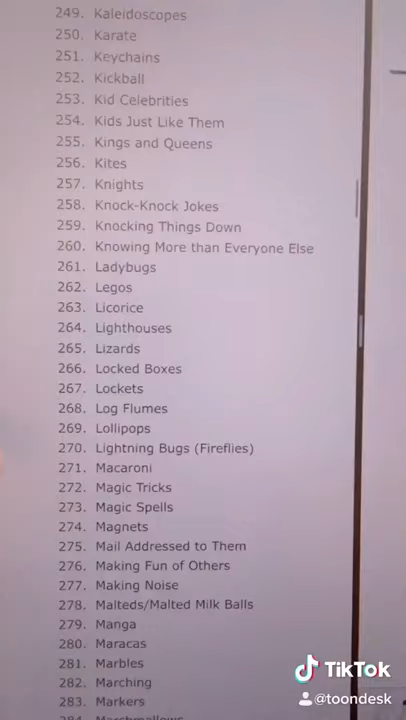 249. Kaleidoscopes
250. Karate
251. Keychains
252. Kickball
253. Kid Celebrities
254. Kids Just Like Them
255. Kings and Queens
256. Kites
257. Knights
258. Knock-Knock Jokes
259. Knocking Things Down
260. Knowing More than Everyone Else
261. Ladybugs
262. Legos
263. Licorice
264. Lighthouses
265. Lizards
266. Locked Boxes
267. Lockets
268. Log Flumes
269. Lollipops
270. Lightning Bugs (Fireflies)
271. Macaroni
272. Magic Tricks
273. Magic Spells
274. Magnets
275. Mail Addressed to Them
276. Making Fun of Others
277. Making Noise
278. Malteds/Malted Milk Balls
279. Manga
280. Maracas
281. Marbles
282. Marching
283. Markers
284. Marshmallows
TikTok
@toondesk